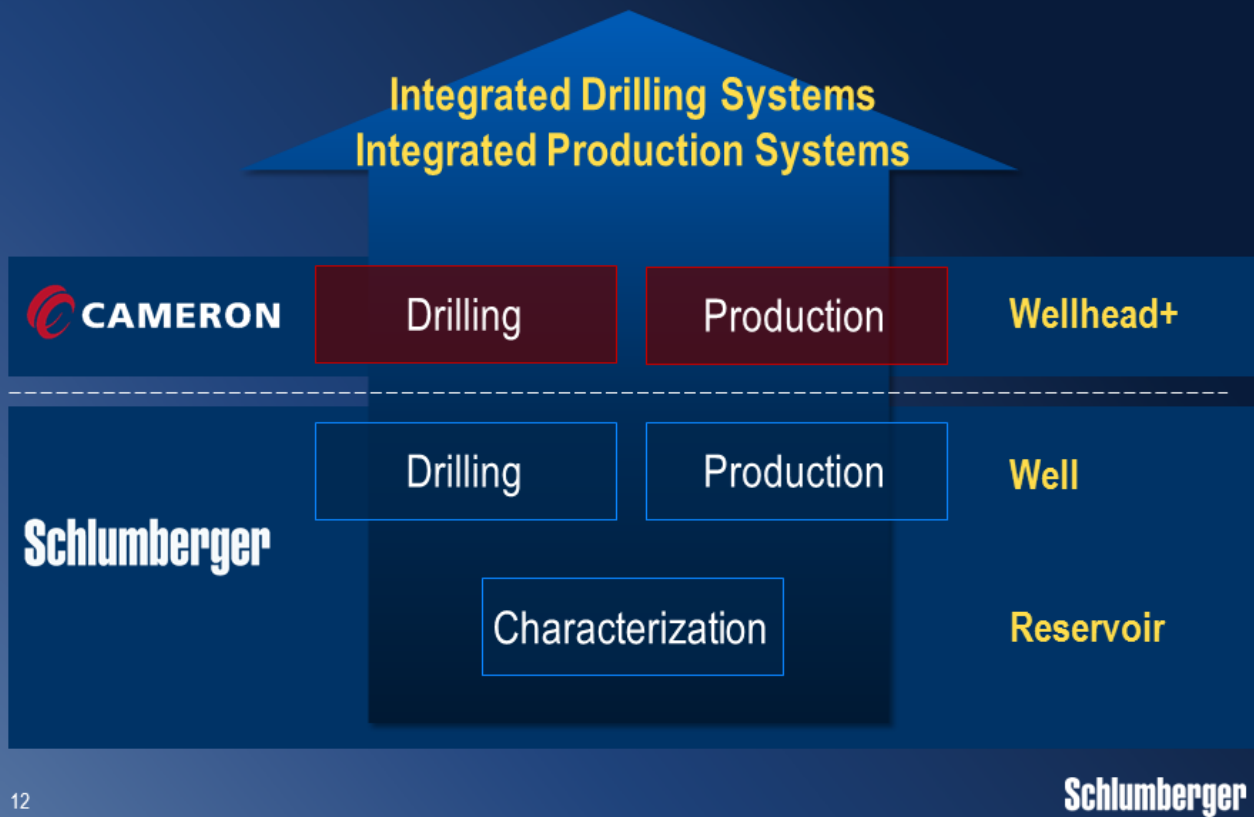 Integrated Drilling Systems
Integrated Production Systems
CAMERON
Drilling
Production
Wellhead+
Schlumberger
Drilling
Production
Well
Characterization
Reservoir
12
Schlumberger